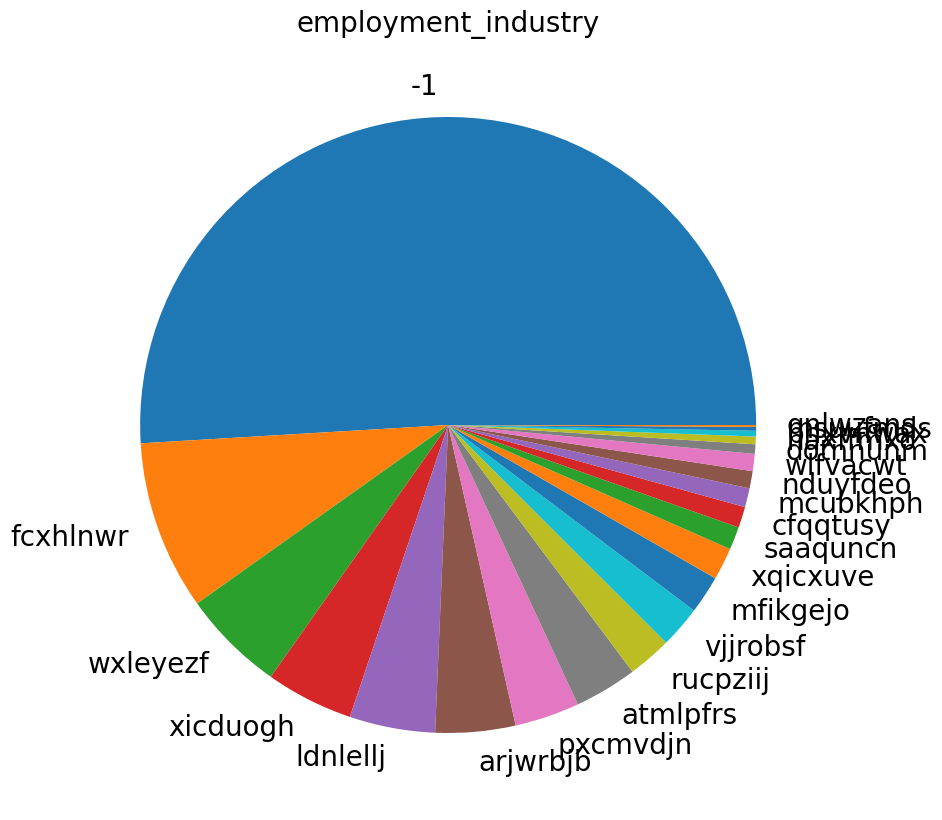 employment_industry
-1
fcxhlnwr
wxleyezf
xicduogh
ldnlellj
arjwrbjb
pxcmvdjn
atmlpfrs
rucpziij
vjjrobsf
mfikgejo
xqicxuve
saaquncn
cfqqtusy
mcubkhph
nduyfdeo
wlfvacwt